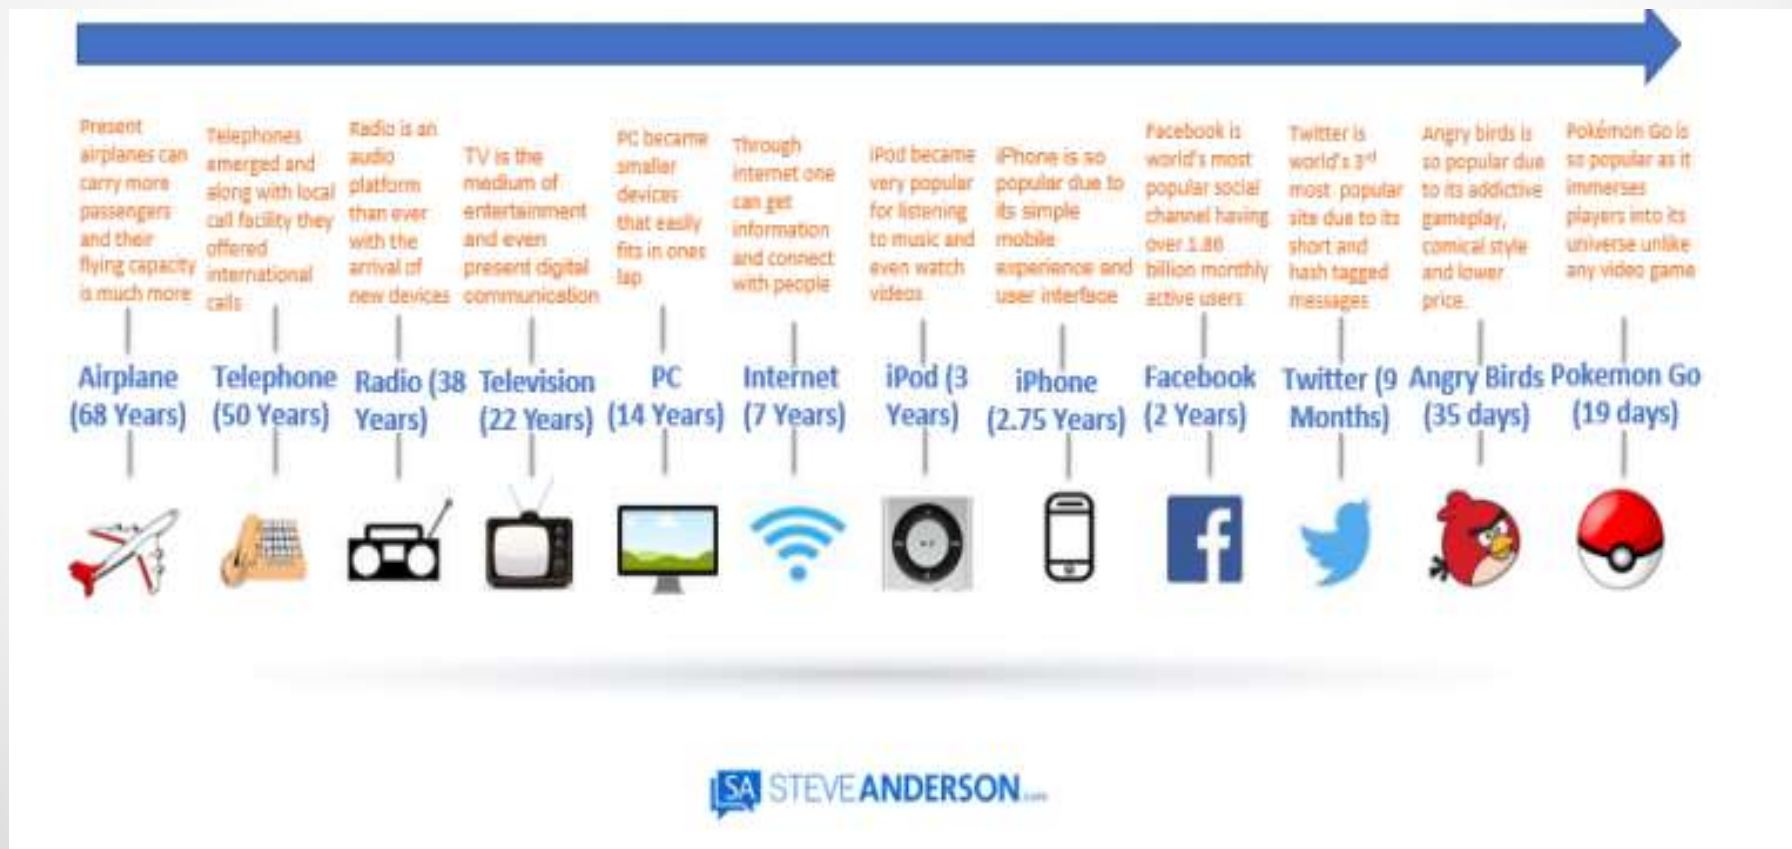 Present
airplanes can
carry more
passengers
and their
flying capacity
is much more
Telephones
emerged and
along with local
call facility they
offered
international
calls
Radio is an
audio
platform
than ever
with the
arrival of
new devices
TV is the
medium of
entertainment
and even
present digital
communication
PC became
smaller
devices
that easily
fits in ones
lap
Through
internet one
can get
information
and connect
with people
iPod became
very popular
for listening
to music and
even watch
videos
iPhone is so
popular due to
its simple
mobile
experience and
user interface
Facebook is
world's most
popular social
channel having
over 1.86
billion monthly
active users
Twitter is
world's 3rd
most popular
site due to its
short and
hash tagged
messages
Angry birds is
so popular due
to its addictive
gameplay,
comical style
and lower
price.
Pokémon Go is
so popular as it
immerses
players into its
universe unlike
any video game
Airplane
(68 Years)
Telephone
(50 Years)
Radio (38
Years)
Television
(22 Years)
PC
(14 Years)
Internet
(7 Years)
iPod (3
Years)
iPhone
(2.75 Years)
Facebook
(2 Years)
Twitter (9
Months)
Angry Birds
(35 days)
Pokemon Go
(19 days)
SA STEVEANDERSON.com